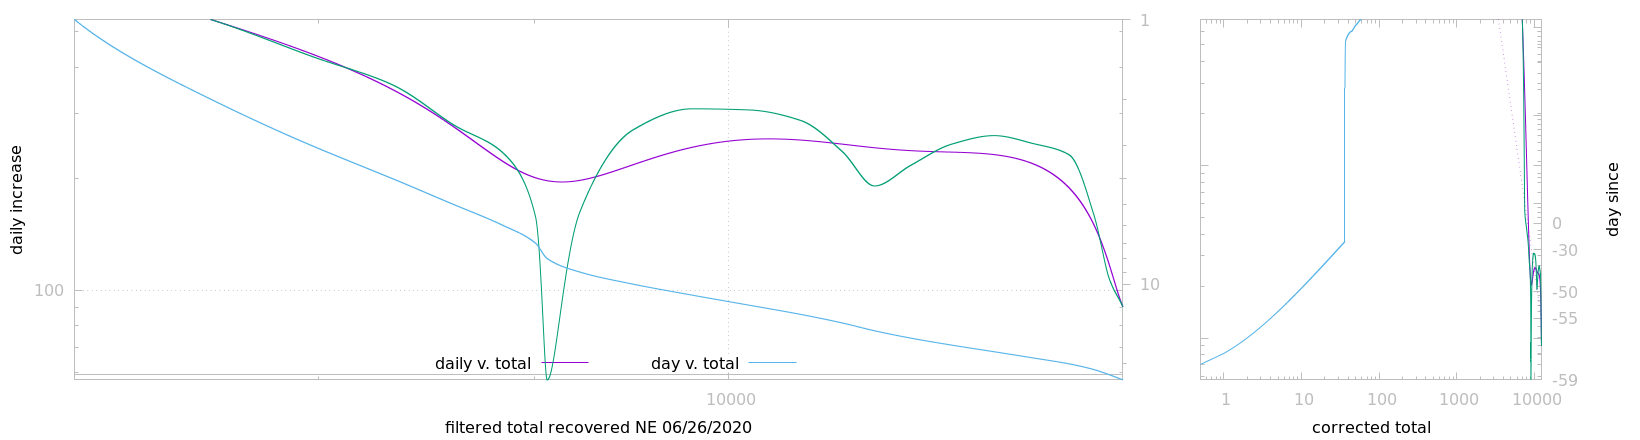 daily increase
100
daily v. total
day v. total
10000
filtered total recovered NE 06/26/2020
1
10
1
10
100
1000
10000
corrected total
0
-30
-50
-55
-59
day since